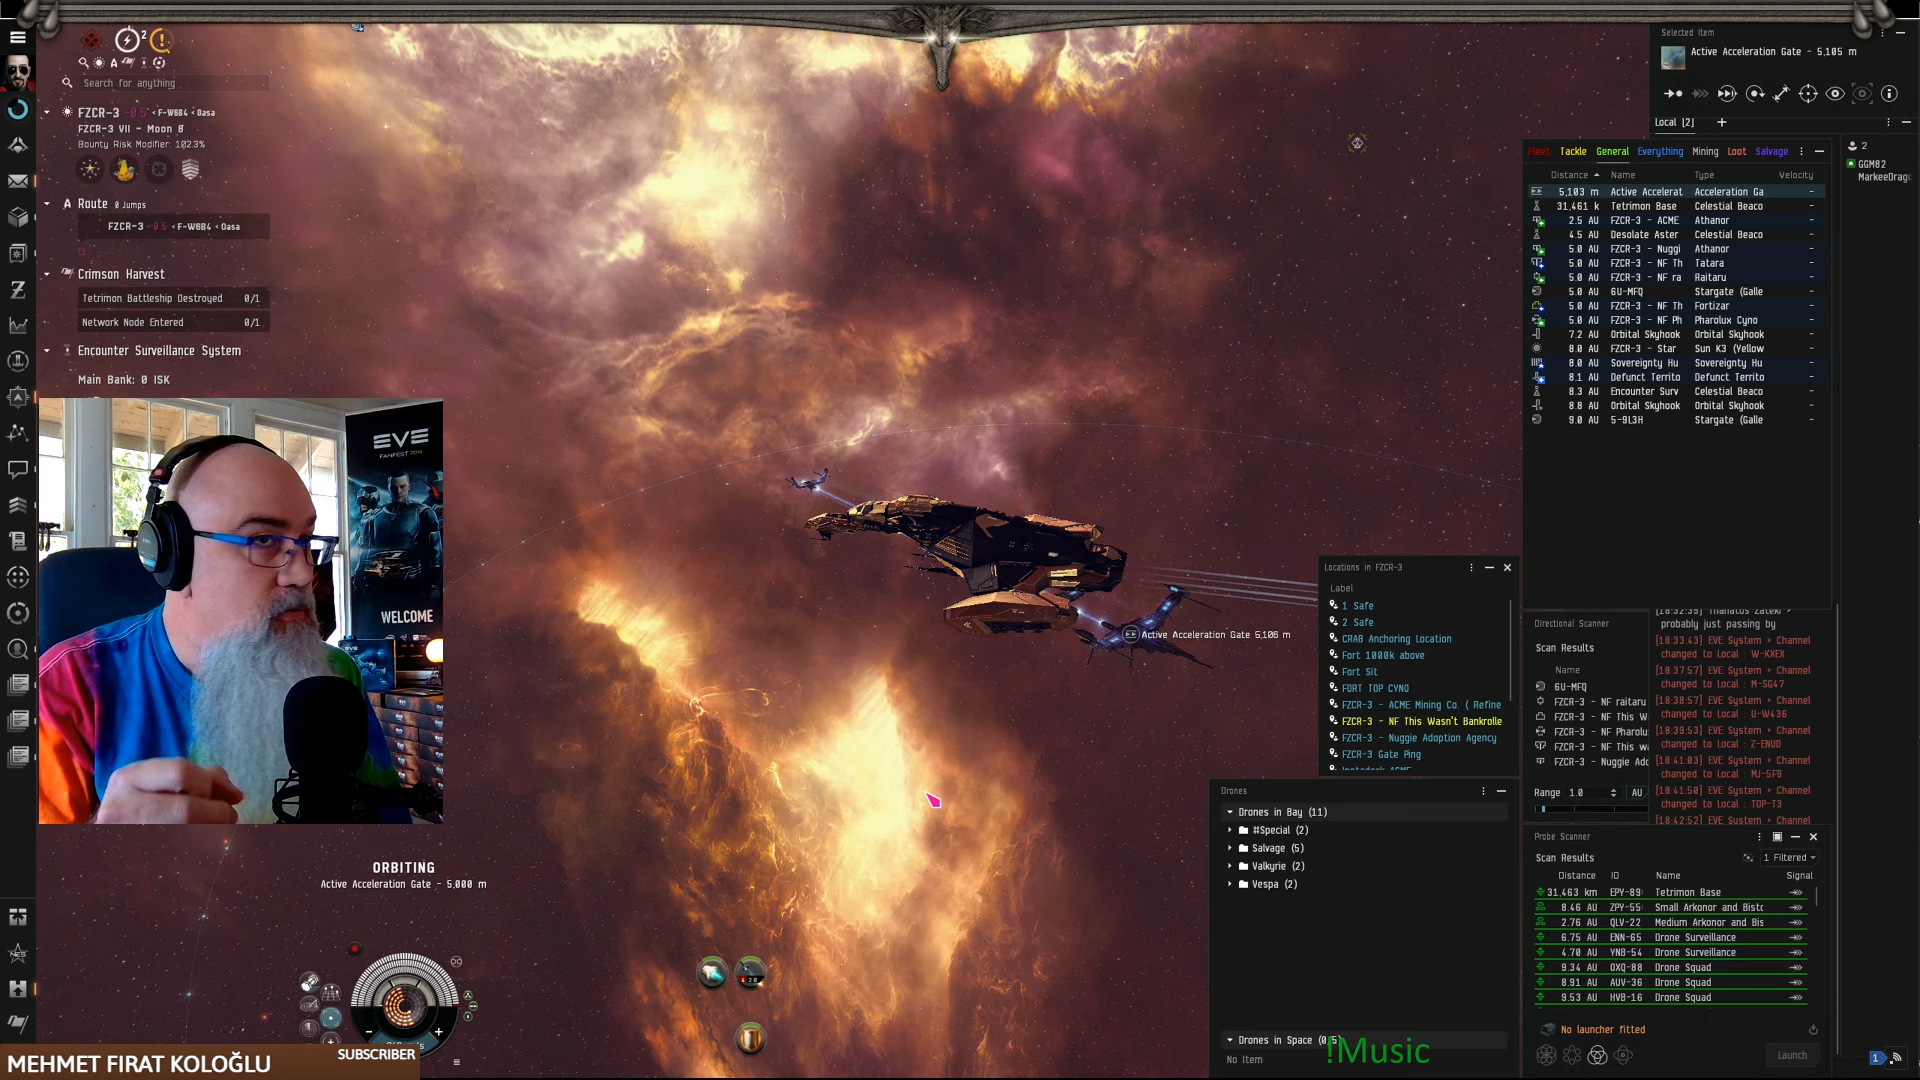 Search for anything
FZCR-3 -0.5 < F-W6B4 < Oasa
FZCR-3 VII - Moon 8
Bounty Risk Modifier: 102.3%
Route 0 Jumps
FZCR-3 -0.5 < F-W6B4 < Oasa
Crimson Harvest
Tetrimon Battleship Destroyed 0/1
Network Node Entered 0/1
Encounter Surveillance System
Main Bank: 0 ISK
EVE
FANFEST
WELCOME
ORBITING
Active Acceleration Gate - 5,000 m
MEHMET FIRAT KOLOĞLU
SUBSCRIBER
Active Acceleration Gate 5,106 m
Selected Item
Active Acceleration Gate - 5,105 m
Local [2]
2
GGM82
MarkeeDrago
Fleet Tackle General Everything Mining Loot Salvage
Distance Name Type Velocity
5,103 m Active Accelerat Acceleration Ga -
31,461 k Tetrimon Base Celestial Beaco -
2.5 AU FZCR-3 - ACME Athanor -
4.5 AU Desolate Aster Celestial Beaco -
5.0 AU FZCR-3 - Nuggi Athanor -
5.0 AU FZCR-3 - NF Th Tatara -
5.0 AU FZCR-3 - NF ra Raitaru -
5.0 AU 6U-MFQ Stargate (Galle -
5.0 AU FZCR-3 - NF Th Fortizar -
5.0 AU FZCR-3 - NF Ph Pharolux Cyno -
7.2 AU Orbital Skyhook Orbital Skyhook -
8.0 AU FZCR-3 - Star Sun K3 (Yellow -
8.0 AU Sovereignty Hu Sovereignty Hu -
8.1 AU Defunct Territo Defunct Territo -
8.3 AU Encounter Surv Celestial Beaco -
8.8 AU Orbital Skyhook Orbital Skyhook -
9.0 AU 5-9L3H Stargate (Galle -
Locations in FZCR-3
Label
1 Safe
2 Safe
CRAB Anchoring Location
Fort 1000k above
Fort Sit
FORT TOP CYNO
FZCR-3 - ACME Mining Co. ( Refine
FZCR-3 - NF This Wasn't Bankrolle
FZCR-3 - Nuggie Adoption Agency
FZCR-3 Gate Ping
Directional Scanner
Scan Results
Name
6U-MFQ
FZCR-3 - NF raitaru
FZCR-3 - NF This W
FZCR-3 - NF Pharolu
FZCR-3 - NF This wa
FZCR-3 - Nuggie Ado
Range 1.0 AU
probably just passing by
[18:33:43] EVE System > Channel
changed to Local : W-KXEX
[18:37:57] EVE System > Channel
changed to Local : M-SG47
[18:38:57] EVE System > Channel
changed to Local : U-W436
[18:39:53] EVE System > Channel
changed to Local : Z-ENUD
[18:41:03] EVE System > Channel
changed to Local : MJ-5F9
[18:41:50] EVE System > Channel
changed to Local : TDP-T3
[18:42:52] EVE System > Channel
Drones
Drones in Bay (11)
#Special (2)
Salvage (5)
Valkyrie (2)
Vespa (2)
Drones in Space (0/5)
No Item
!Music
Probe Scanner
Scan Results 1 Filtered
Distance ID Name Signal
31,463 km EPY-89 Tetrimon Base
8.46 AU ZPY-55 Small Arkonor and Bistc
2.76 AU QLV-22 Medium Arkonor and Bis
6.75 AU ENN-65 Drone Surveillance
4.70 AU YNB-54 Drone Surveillance
9.34 AU OXQ-88 Drone Squad
8.91 AU AUV-36 Drone Squad
9.53 AU HVB-16 Drone Squad
No launcher fitted
Launch
1